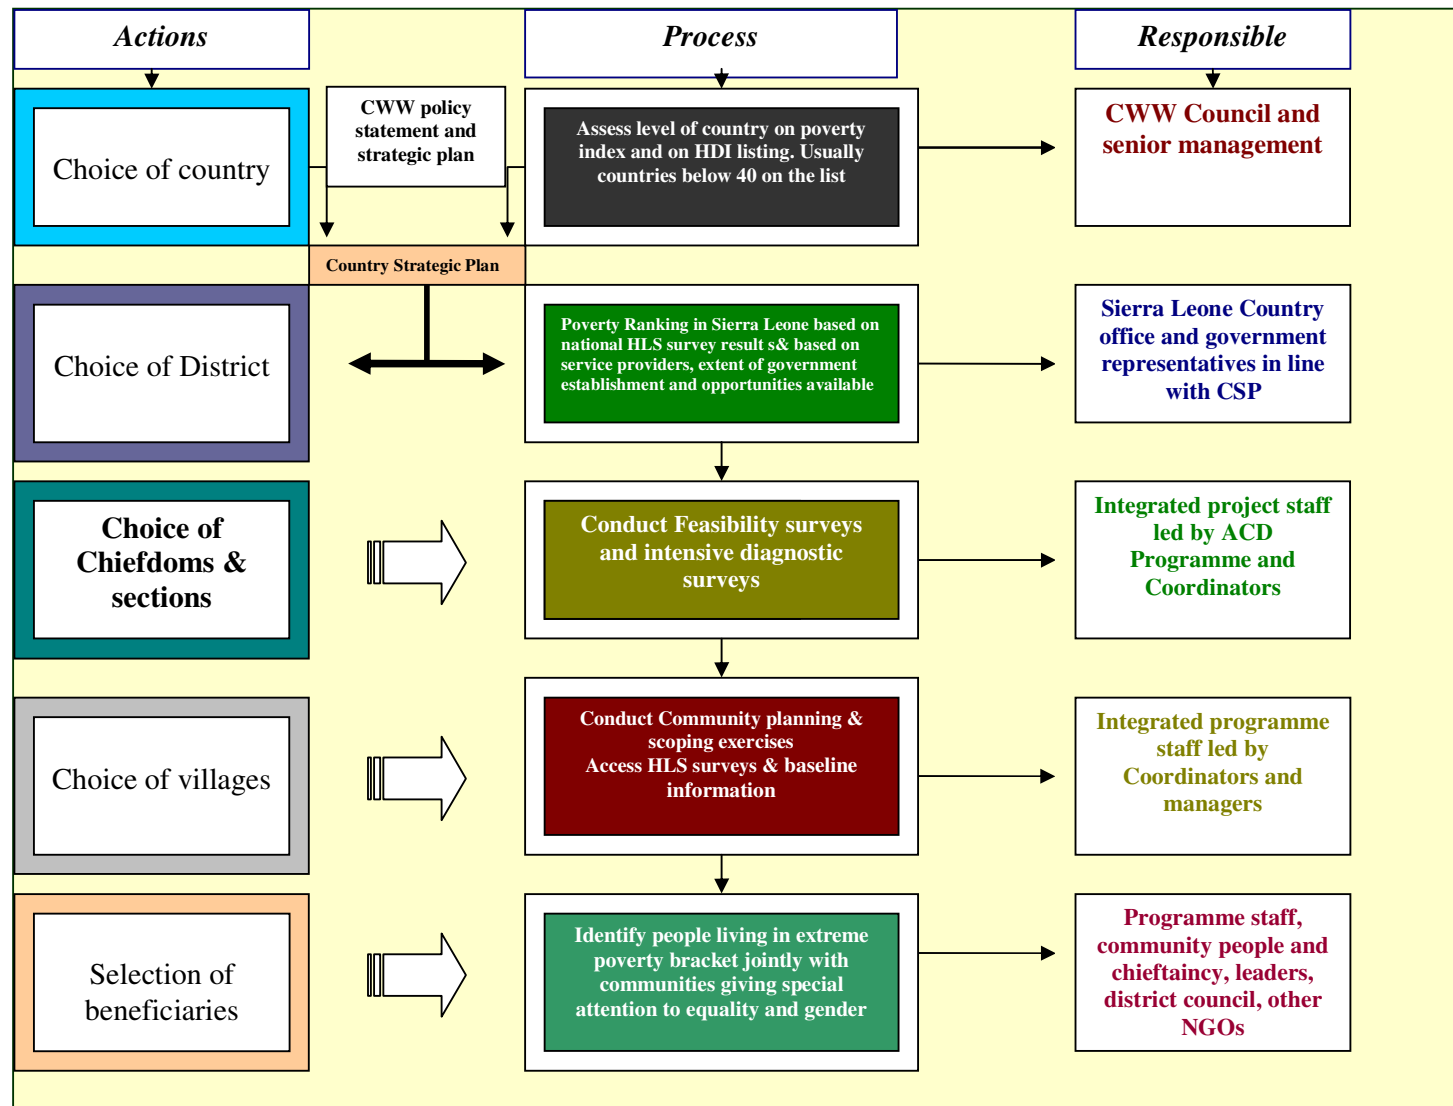 Actions
Process
Responsible
Choice of country
CWW policy
statement and
strategic plan
Assess level of country on poverty
index and on HDI listing. Usually
countries below 40 on the list
CWW Council and
senior management
Country Strategic Plan
Choice of District
Poverty Ranking in Sierra Leone based on
national HLS survey result s& based on
service providers, extent of government
establishment and opportunities available
Sierra Leone Country
office and government
representatives in line
with CSP
Choice of
Chiefdoms &
sections
Conduct Feasibility surveys
and intensive diagnostic
surveys
Integrated project staff
led by ACD
Programme and
Coordinators
Choice of villages
Conduct Community planning &
scoping exercises
Access HLS surveys & baseline
information
Integrated programme
staff led by
Coordinators and
managers
Selection of
beneficiaries
Identify people living in extreme
poverty bracket jointly with
communities giving special
attention to equality and gender
Programme staff,
community people and
chieftaincy, leaders,
district council, other
NGOs